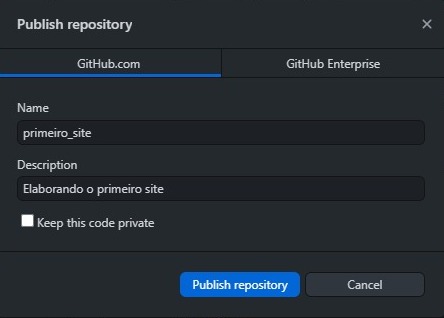 Publish repository
GitHub.com
GitHub Enterprise
Name
primeiro_site
Description
Elaborando o primeiro site
Keep this code private
Publish repository
Cancel